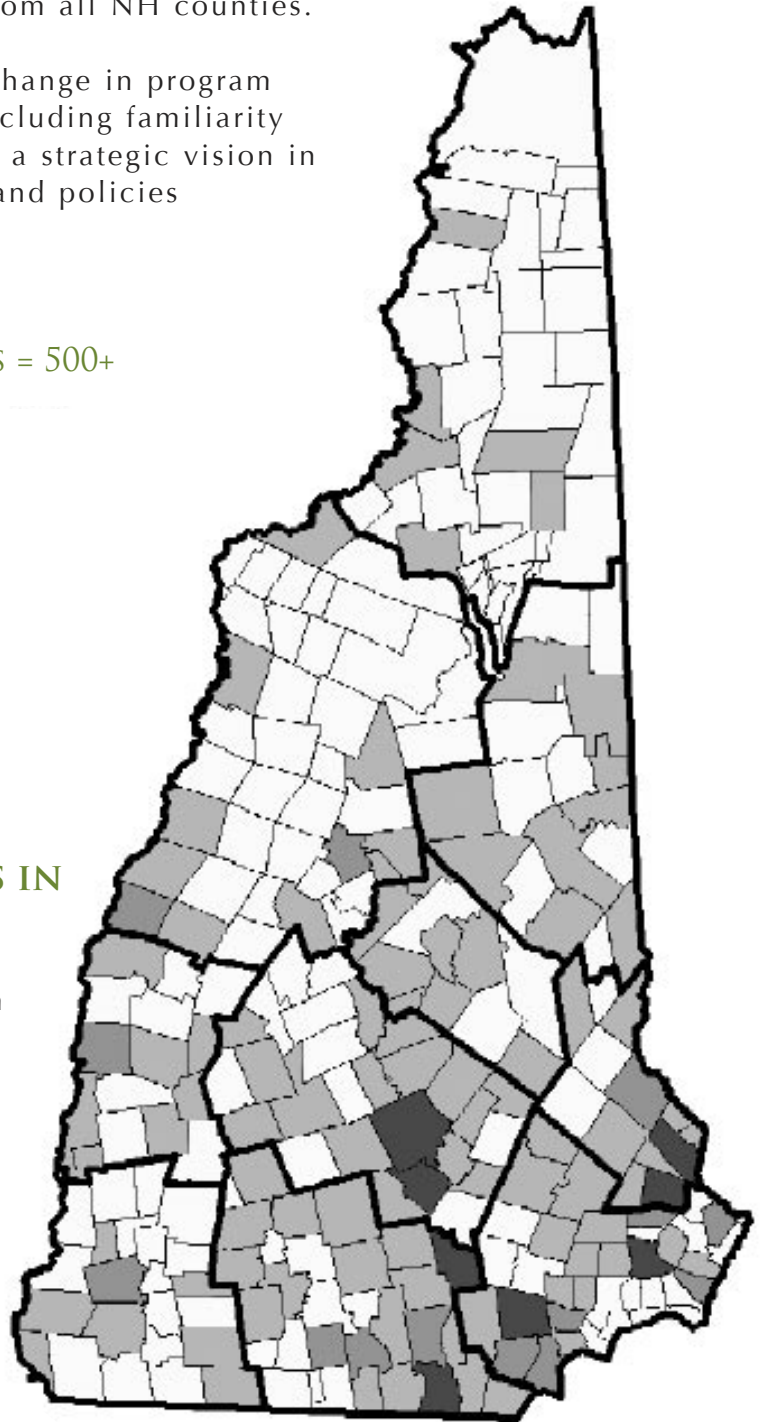 om all NH counties.
hange in program
cluding familiarity
a strategic vision in
and policies
S = 500+
S IN